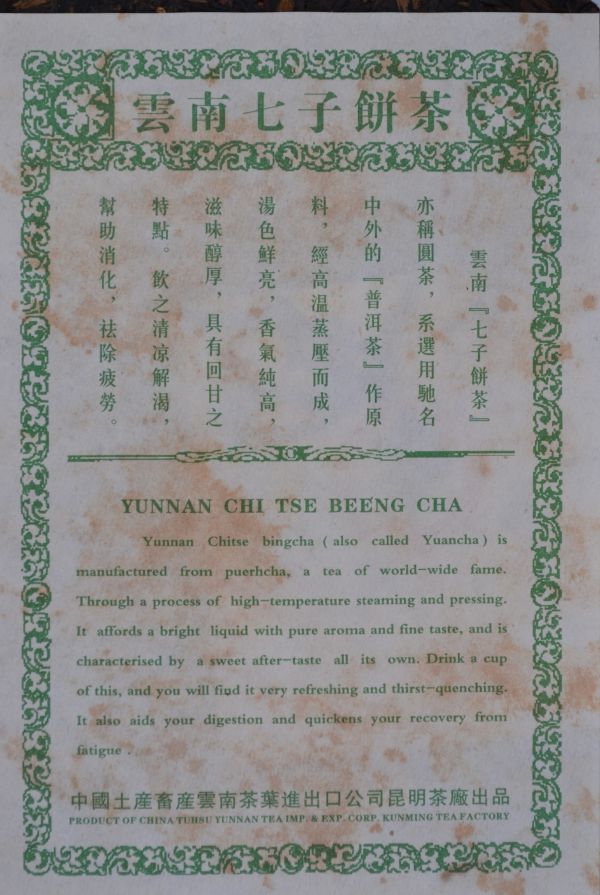 雲南七子餅茶
雲南『七子餅茶』
亦稱圓茶，系選用馳名
中外的『普洱茶』作原
料，經高温蒸壓而成，
湯色鮮亮，香氣純高，
滋味醇厚，具有回甘之
特點。飲之清凉解渴，
幫助消化，祛除疲勞。
YUNNAN CHI TSE BEENG CHA
Yunnan Chitse bingcha (also called Yuancha) is
manufactured from puerhcha, a tea of world-wide fame.
Through a process of high-temperature steaming and pressing.
It affords a bright liquid with pure aroma and fine taste, and is
characterised by a sweet after-taste all its own. Drink a cup
of this, and you will find it very refreshing and thirst-quenching.
It also aids your digestion and quickens your recovery from
fatigue .
中國土産畜産雲南茶葉進出口公司昆明茶廠出品
PRODUCT OF CHINA TUHSU YUNNAN TEA IMP. & EXP. CORP. KUNMING TEA FACTORY